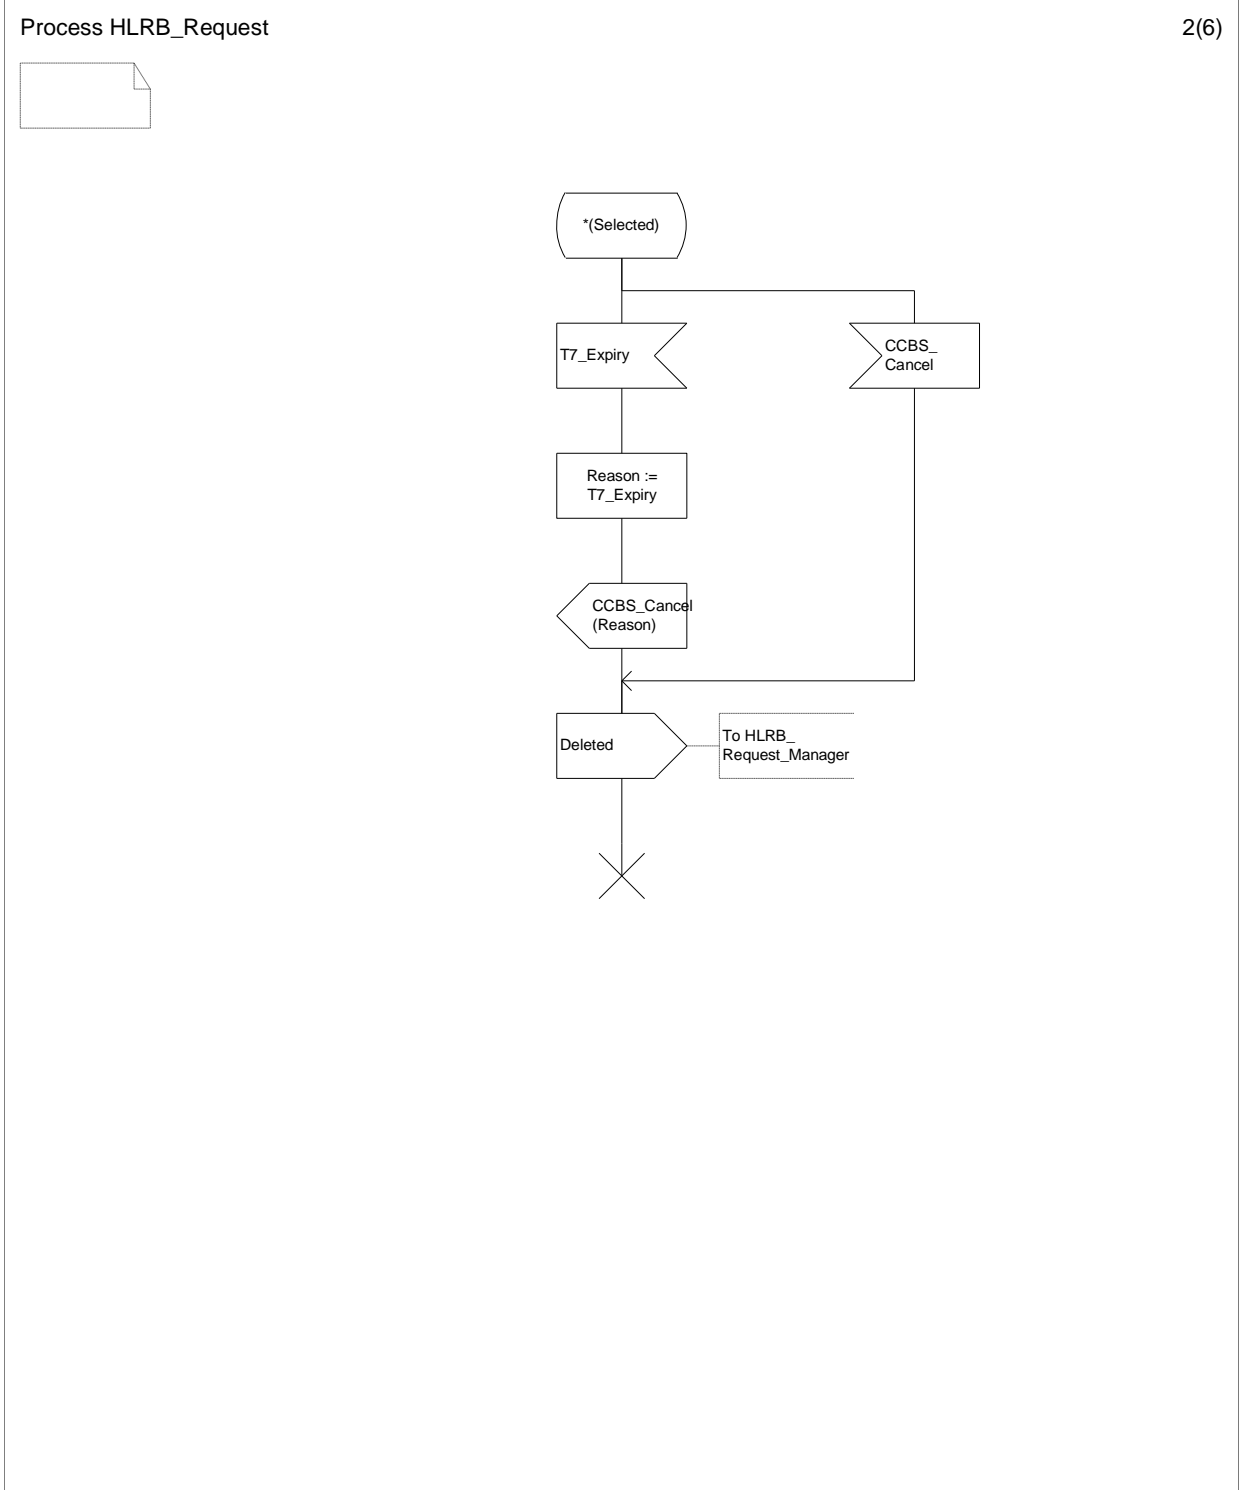 Process HLRB_Request
2(6)
*(Selected)
T7_Expiry
CCBS_
Cancel
Reason :=
T7_Expiry
CCBS_Cancel
(Reason)
Deleted
To HLRB_
Request_Manager